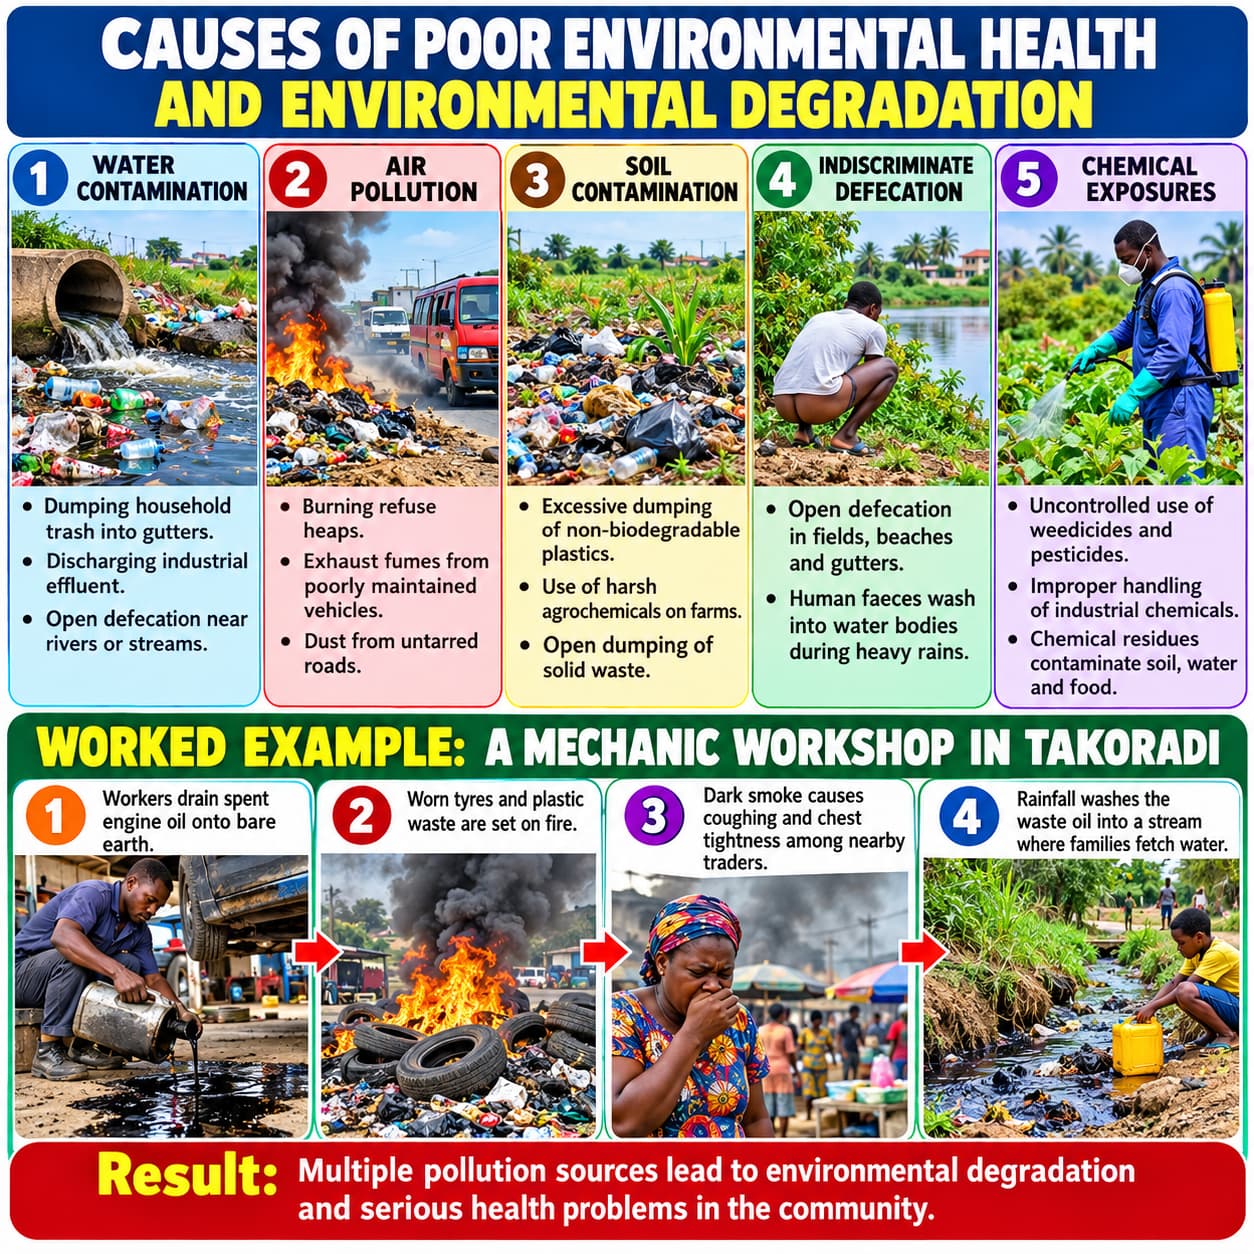 CAUSES OF POOR ENVIRONMENTAL HEALTH
AND ENVIRONMENTAL DEGRADATION
1 WATER
CONTAMINATION
• Dumping household
trash into gutters.
• Discharging industrial
effluent.
• Open defecation near
rivers or streams.
2 AIR
POLLUTION
• Burning refuse
heaps.
• Exhaust fumes from
poorly maintained
vehicles.
• Dust from untarred
roads.
3 SOIL
CONTAMINATION
• Excessive dumping
of non-biodegradable
plastics.
• Use of harsh
agrochemicals on farms.
• Open dumping of
solid waste.
4 INDISCRIMINATE
DEFECATION
• Open defecation
in fields, beaches
and gutters.
• Human faeces wash
into water bodies
during heavy rains.
5 CHEMICAL
EXPOSURES
• Uncontrolled use of
weedicides and
pesticides.
• Improper handling
of industrial chemicals.
• Chemical residues
contaminate soil, water
and food.
WORKED EXAMPLE: A MECHANIC WORKSHOP IN TAKORADI
1 Workers drain spent
engine oil onto bare
earth.
2 Worn tyres and plastic
waste are set on fire.
3 Dark smoke causes
coughing and chest
tightness among nearby
traders.
4 Rainfall washes the
waste oil into a stream
where families fetch water.
Result: Multiple pollution sources lead to environmental degradation
and serious health problems in the community.